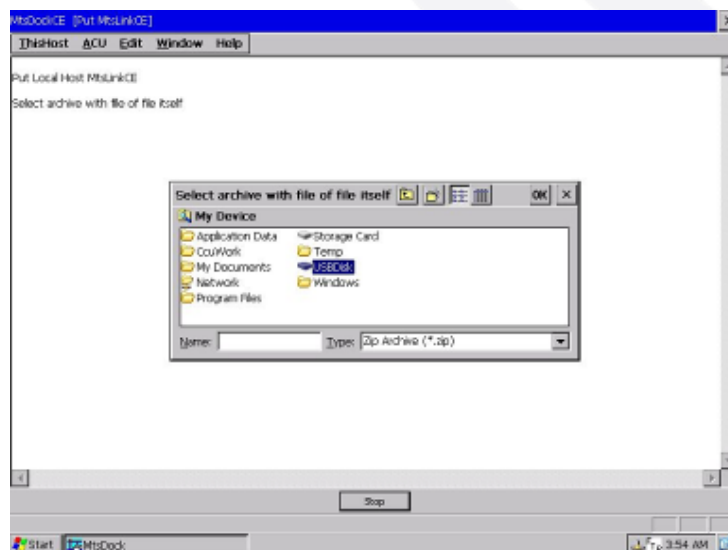 MtsDockCE [Put MtsLinkCE]
ThisHost ACU Edit Window Help
Put Local Host MtsLinkCE
Select archive with file of file itself
Select archive with file of file itself OK ×
My Device
Application Data Storage Card
CcuWork Temp
My Documents USBDisk
Network Windows
Program Files
Name: Type: Zip Archive (*.zip)
Stop
Start MtsDock 3:54 AM